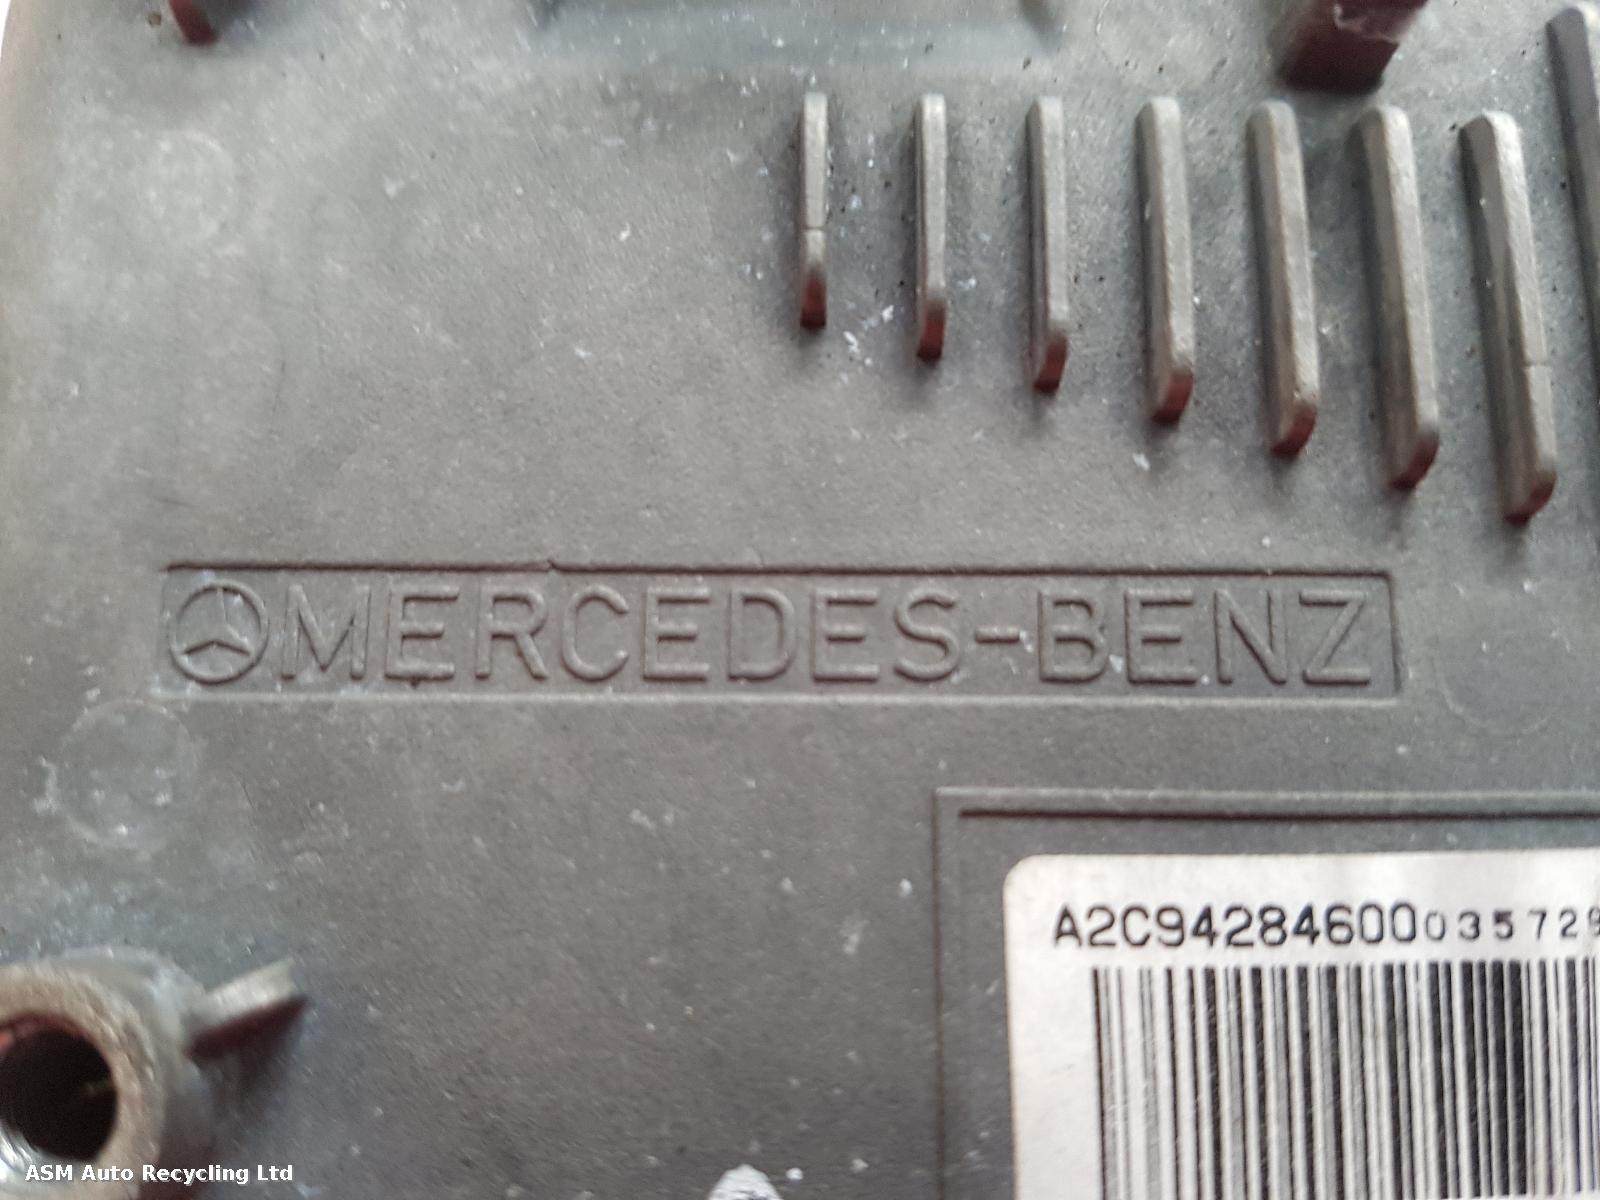 MERCEDES-BENZ
A2C94284600035729
ASM Auto Recycling Ltd